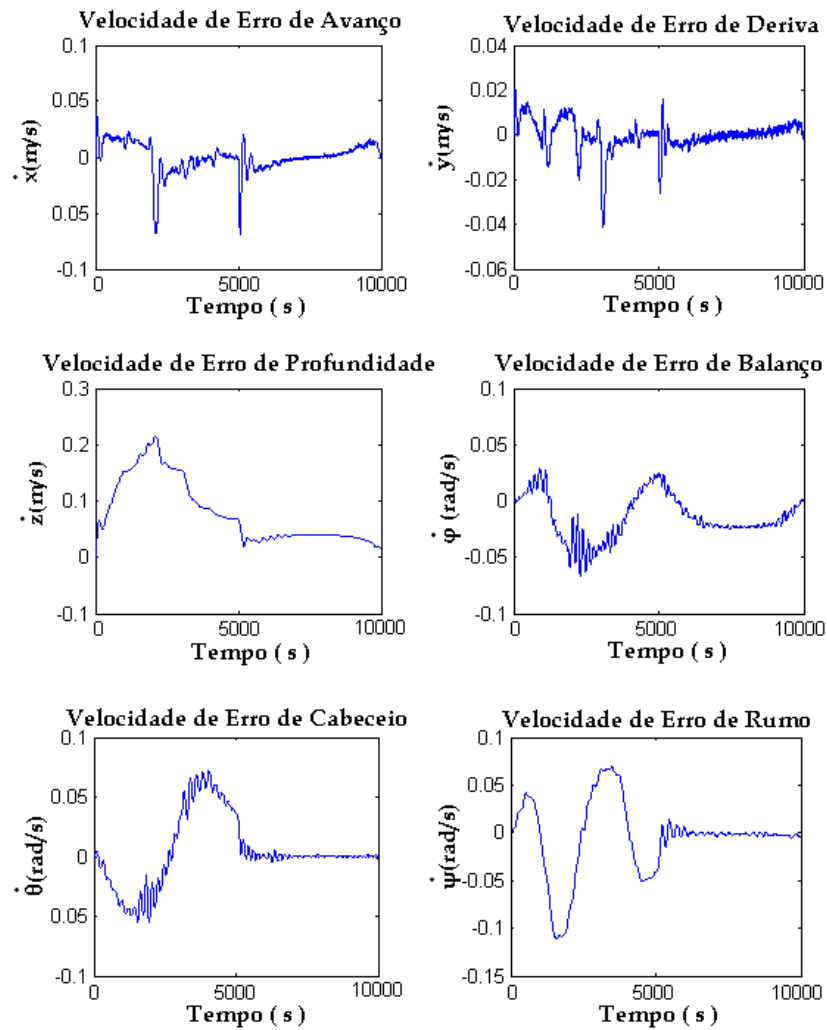 Velocidade de Erro de Avanço
0.1
0.05
0
0.05
-0.1
ẋ(m/s)
0
5000
10000
Tempo ( s )
Velocidade de Erro de Deriva
0.04
0.02
0
-0.02
-0.04
-0.06
ẏ(m/s)
0
5000
10000
Tempo ( s )
Velocidade de Erro de Profundidade
0.3
0.2
0.1
0
-0.1
ż(m/s)
0
5000
10000
Tempo ( s )
Velocidade de Erro de Balanço
0.1
0.05
0
-0.05
-0.1
φ̇ (rad/s)
0
5000
10000
Tempo ( s )
Velocidade de Erro de Cabeceio
0.1
0.05
0
0.05
-0.1
θ̇(rad/s)
0
5000
10000
Tempo ( s )
Velocidade de Erro de Rumo
0.1
0.05
0
-0.05
-0.1
-0.15
ψ̇(rad/s)
0
5000
10000
Tempo ( s )